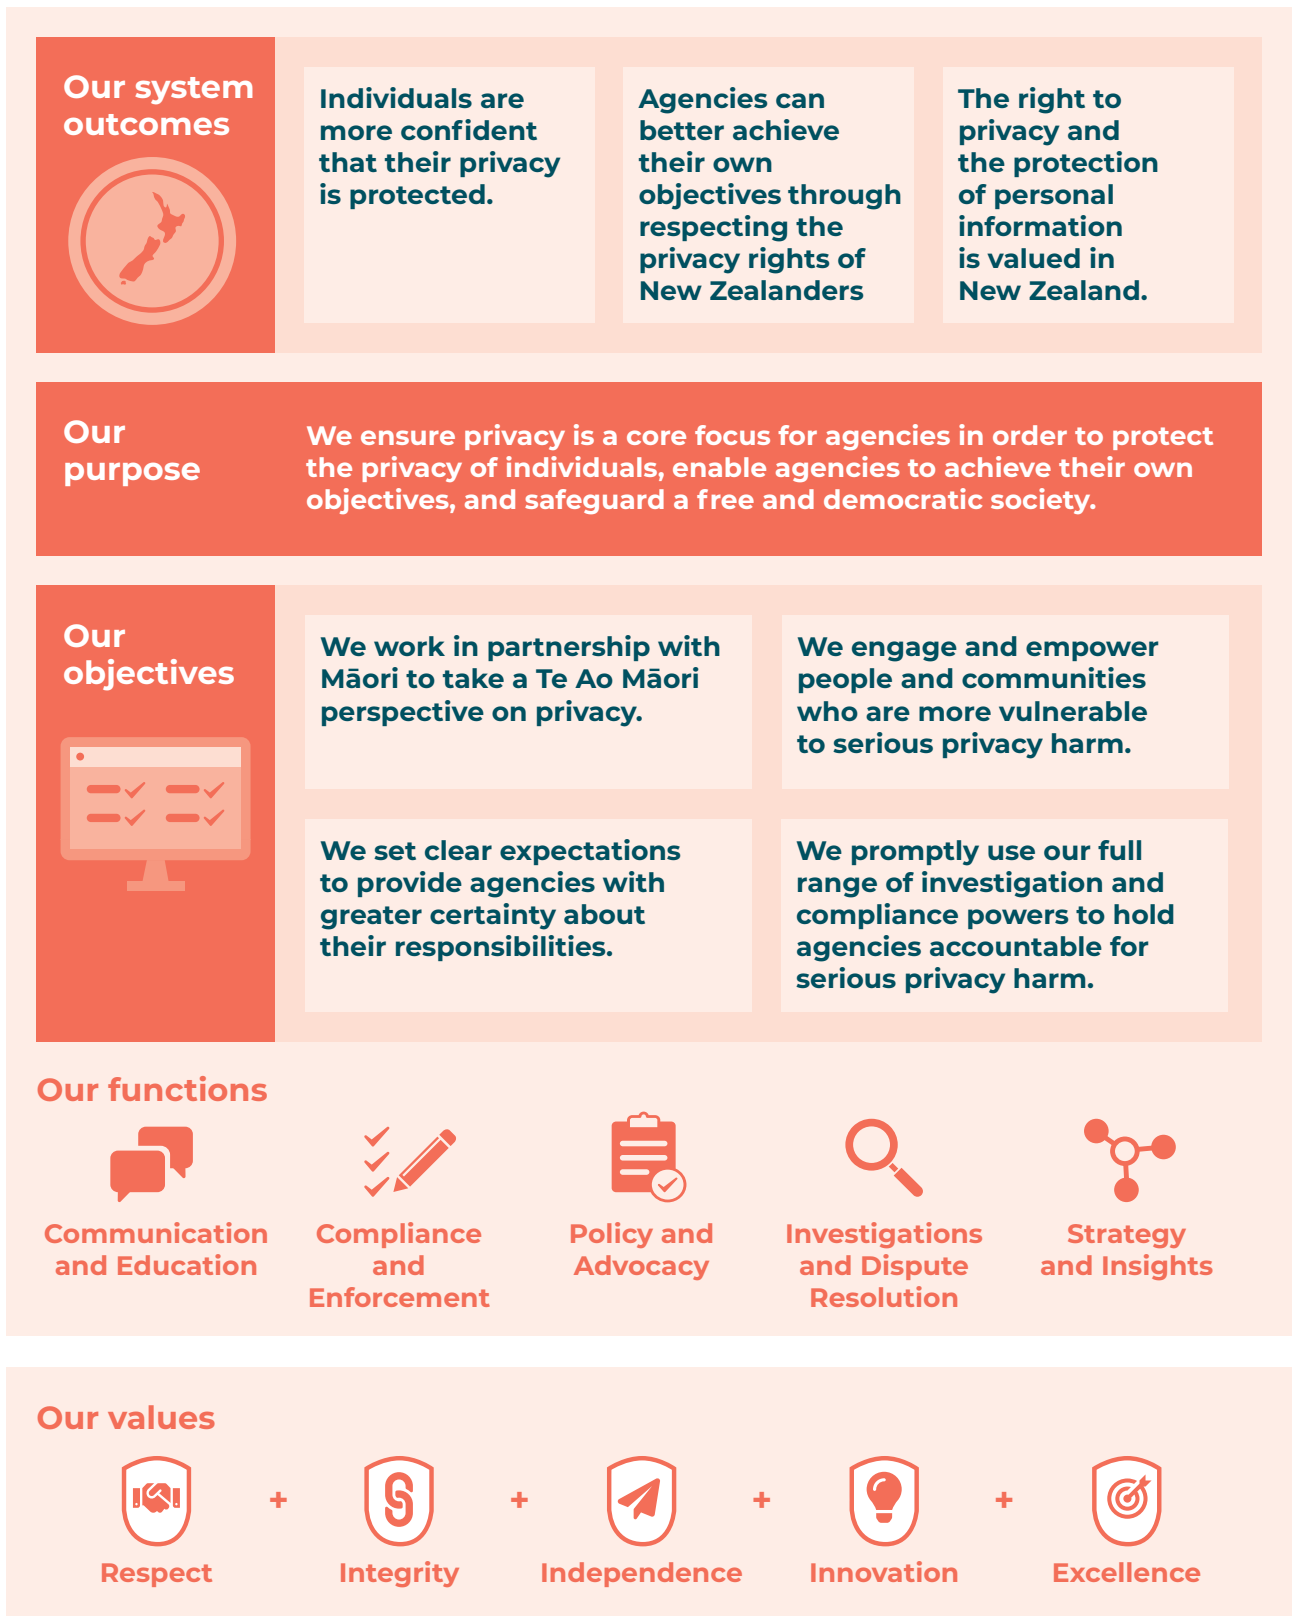 Our system
outcomes
Individuals are
more confident
that their privacy
is protected.
Agencies can
better achieve
their own
objectives through
respecting the
privacy rights of
New Zealanders
The right to
privacy and
the protection
of personal
information
is valued in
New Zealand.
Our
purpose
We ensure privacy is a core focus for agencies in order to protect
the privacy of individuals, enable agencies to achieve their own
objectives, and safeguard a free and democratic society.
Our
objectives
We work in partnership with
Māori to take a Te Ao Māori
perspective on privacy.
We engage and empower
people and communities
who are more vulnerable
to serious privacy harm.
We set clear expectations
to provide agencies with
greater certainty about
their responsibilities.
We promptly use our full
range of investigation and
compliance powers to hold
agencies accountable for
serious privacy harm.
Our functions
Communication
and Education
Compliance
and
Enforcement
Policy and
Advocacy
Investigations
and Dispute
Resolution
Strategy
and Insights
Our values
+ + + +
Respect
Integrity
Independence
Innovation
Excellence